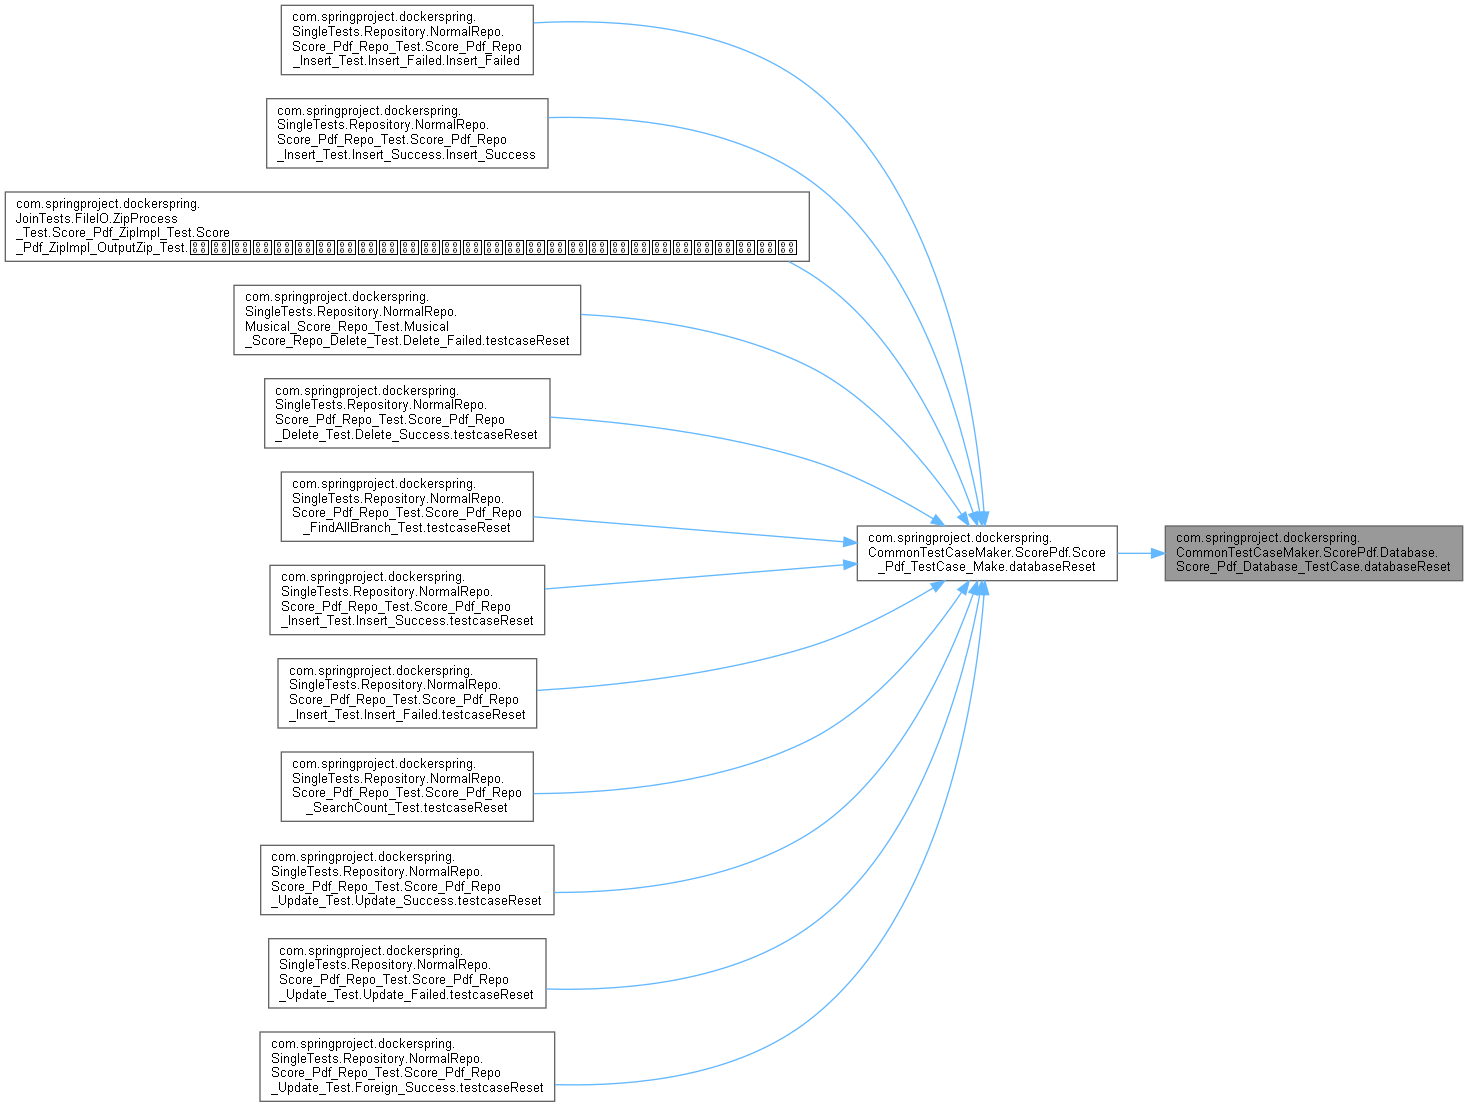 com.springproject.dockerspring.
SingleTests.Repository.NormalRepo.
Score_Pdf_Repo_Test.Score_Pdf_Repo
_Insert_Test.Insert_Failed.Insert_Failed
com.springproject.dockerspring.
SingleTests.Repository.NormalRepo.
Score_Pdf_Repo_Test.Score_Pdf_Repo
_Insert_Test.Insert_Success.Insert_Success
com.springproject.dockerspring.
JoinTests.FileIO.ZipProcess
_Test.Score_Pdf_ZipImpl_Test.Score
_Pdf_ZipImpl_OutputZip_Test.
com.springproject.dockerspring.
SingleTests.Repository.NormalRepo.
Musical_Score_Repo_Test.Musical
_Score_Repo_Delete_Test.Delete_Failed.testcaseReset
com.springproject.dockerspring.
SingleTests.Repository.NormalRepo.
Score_Pdf_Repo_Test.Score_Pdf_Repo
_Delete_Test.Delete_Success.testcaseReset
com.springproject.dockerspring.
SingleTests.Repository.NormalRepo.
Score_Pdf_Repo_Test.Score_Pdf_Repo
_FindAllBranch_Test.testcaseReset
com.springproject.dockerspring.
SingleTests.Repository.NormalRepo.
Score_Pdf_Repo_Test.Score_Pdf_Repo
_Insert_Test.Insert_Success.testcaseReset
com.springproject.dockerspring.
SingleTests.Repository.NormalRepo.
Score_Pdf_Repo_Test.Score_Pdf_Repo
_Insert_Test.Insert_Failed.testcaseReset
com.springproject.dockerspring.
SingleTests.Repository.NormalRepo.
Score_Pdf_Repo_Test.Score_Pdf_Repo
_SearchCount_Test.testcaseReset
com.springproject.dockerspring.
SingleTests.Repository.NormalRepo.
Score_Pdf_Repo_Test.Score_Pdf_Repo
_Update_Test.Update_Success.testcaseReset
com.springproject.dockerspring.
SingleTests.Repository.NormalRepo.
Score_Pdf_Repo_Test.Score_Pdf_Repo
_Update_Test.Update_Failed.testcaseReset
com.springproject.dockerspring.
SingleTests.Repository.NormalRepo.
Score_Pdf_Repo_Test.Score_Pdf_Repo
_Update_Test.Foreign_Success.testcaseReset
com.springproject.dockerspring.
CommonTestCaseMaker.ScorePdf.Score
_Pdf_TestCase_Make.databaseReset
com.springproject.dockerspring.
CommonTestCaseMaker.ScorePdf.Database.
Score_Pdf_Database_TestCase.databaseReset